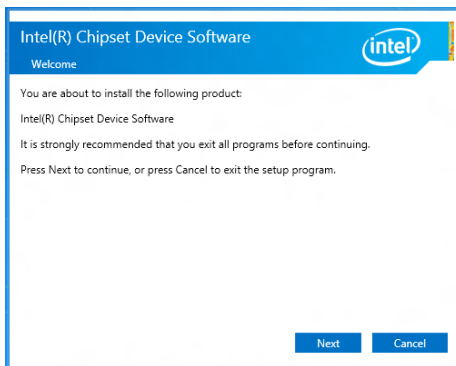 Intel(R) Chipset Device Software
intel
Welcome
You are about to install the following product:
Intel(R) Chipset Device Software
It is strongly recommended that you exit all programs before continuing.
Press Next to continue, or press Cancel to exit the setup program.
Next
Cancel